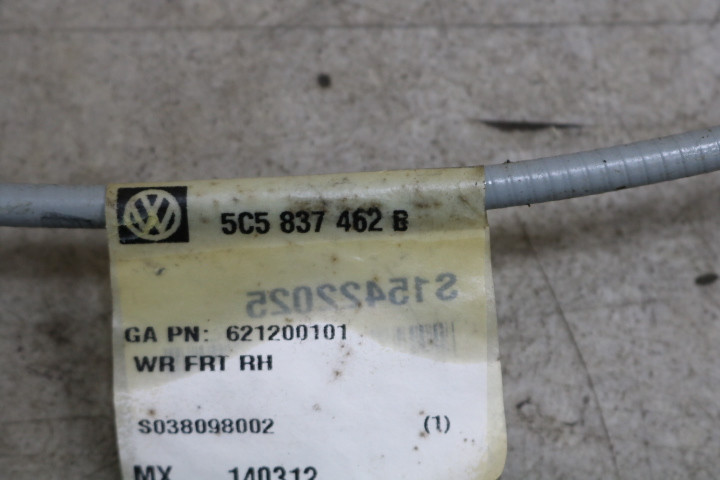 5C5 837 462 B
S15422025
GA PN: 621200101
WR FRT RH
S038098002 (1)
MX 140312